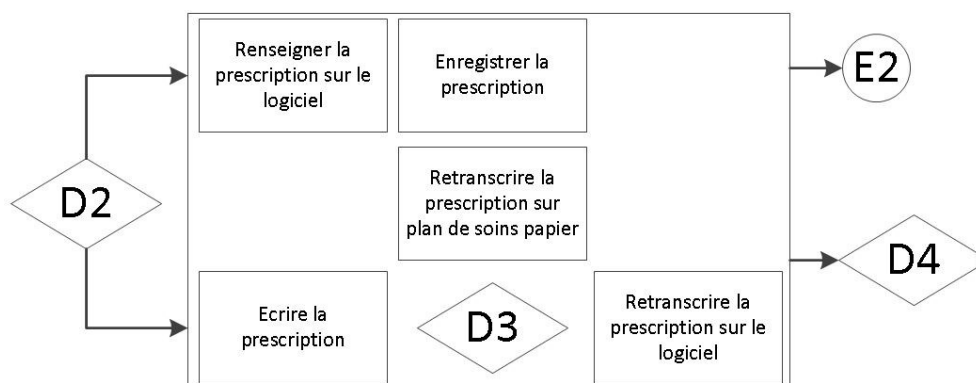 Renseigner la
prescription sur le
logiciel
Enregistrer la
prescription
E2
D2
Retranscrire la
prescription sur
plan de soins papier
D4
Ecrire la
prescription
D3
Retranscrire la
prescription sur le
logiciel